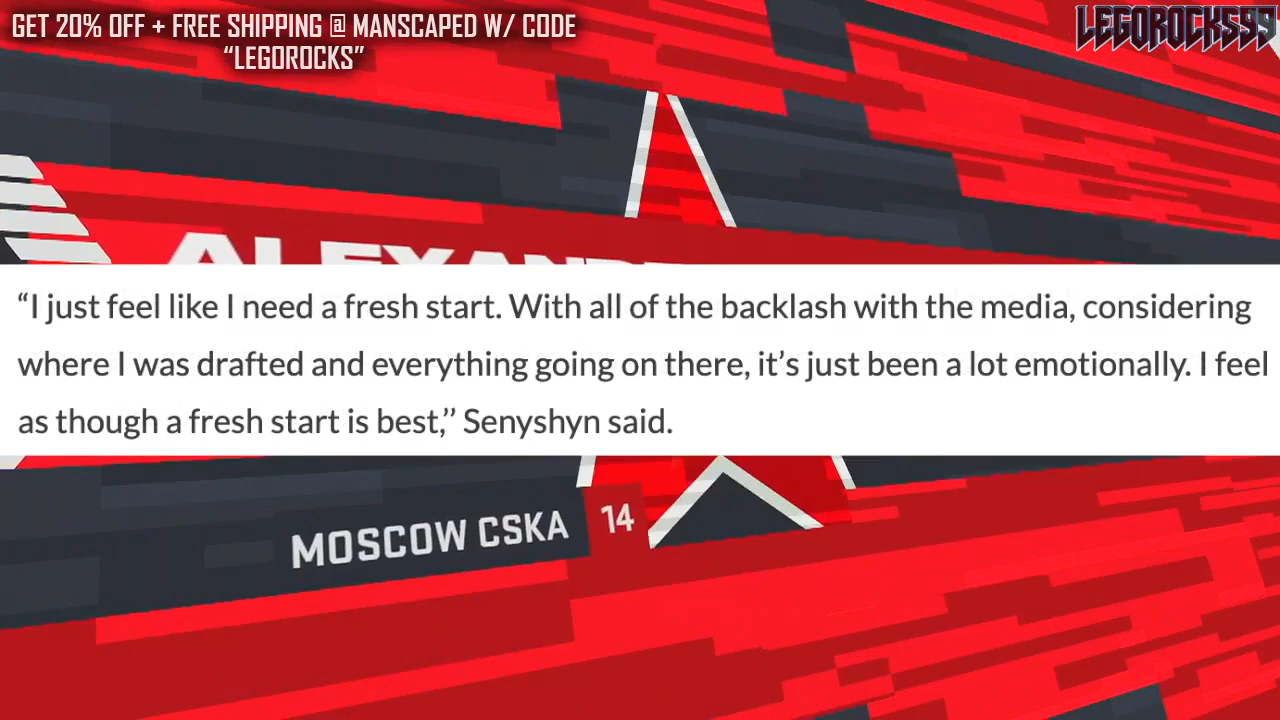 GET 20% OFF + FREE SHIPPING @ MANSCAPED W/ CODE
“LEGOROCKS”
LEGOROCKS99
“I just feel like I need a fresh start. With all of the backlash with the media, considering
where I was drafted and everything going on there, it’s just been a lot emotionally. I feel
as though a fresh start is best,’’ Senyshyn said.
MOSCOW CSKA 14